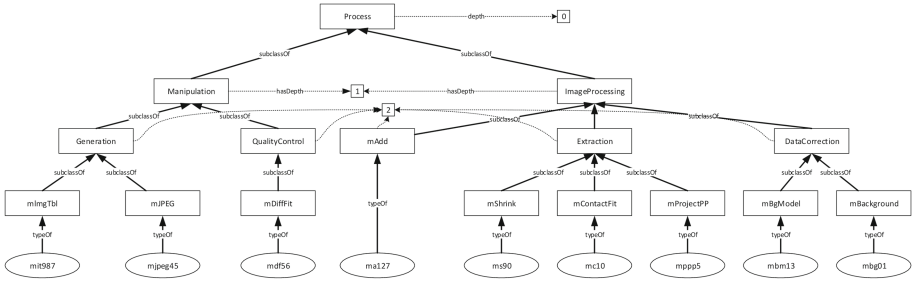 Process
depth
0
subclassOf
subclassOf
Manipulation
hasDepth
1
hasDepth
ImageProcessing
2
subclassOf
subclassOf
subclassOf
subclassOf
Generation
QualityControl
mAdd
Extraction
DataCorrection
subclassOf
subclassOf
subclassOf
subclassOf
subclassOf
subclassOf
subclassOf
subclassOf
mImgTbl
mJPEG
mDiffFit
mShrink
mContactFit
mProjectPP
mBgModel
mBackground
typeOf
typeOf
typeOf
typeOf
typeOf
typeOf
typeOf
typeOf
typeOf
mit987
mjpeg45
mdf56
ma127
ms90
mc10
mppp5
mbm13
mbg01